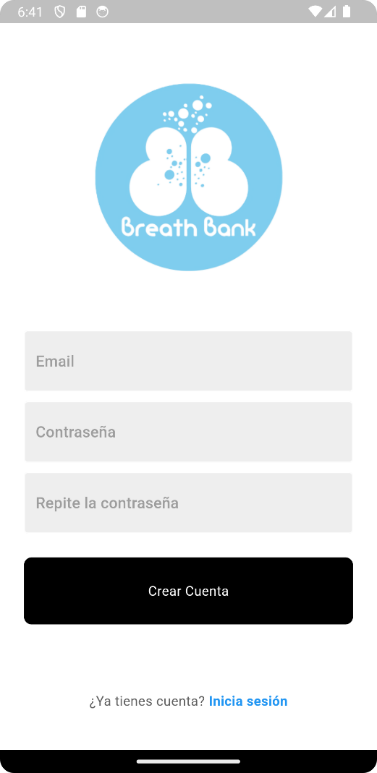 6:41
Breath Bank
Email
Contraseña
Repite la contraseña
Crear Cuenta
¿Ya tienes cuenta? Inicia sesión